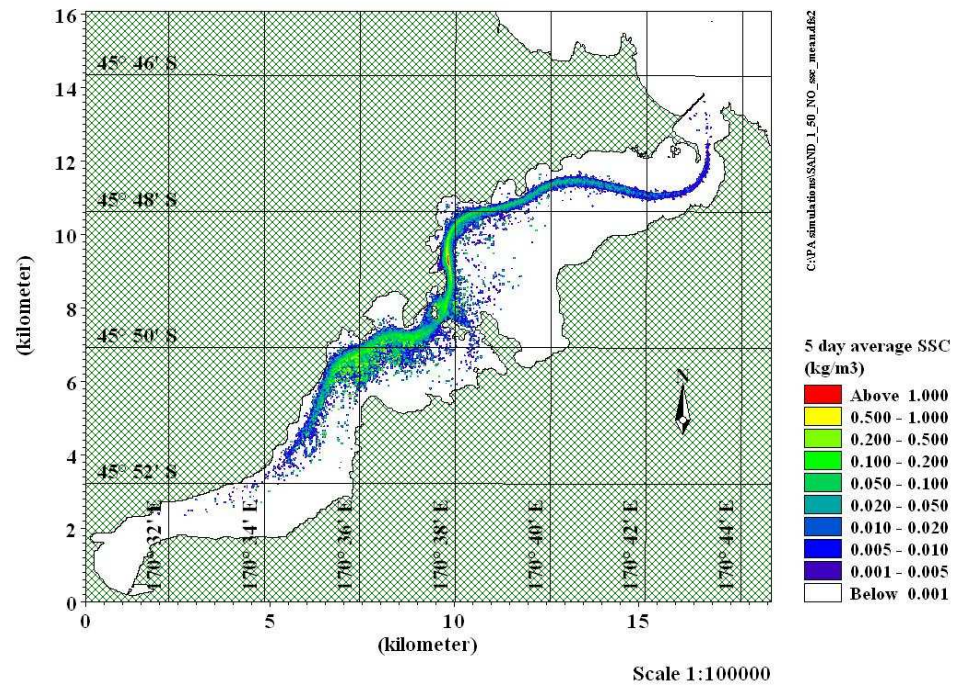 16
14
12
10
8
6
4
2
0
(kilometer)
45° 46' S
45° 48' S
45° 50' S
45° 52' S
170° 32' E
170° 34' E
170° 36' E
170° 38' E
170° 40' E
170° 42' E
170° 44' E
0
5
10
15
(kilometer)
Scale 1:100000
N
C:\PA simulations\SAND_1_50_NO_ssc_mean.dfs2
5 day average SSC
(kg/m3)
Above 1.000
0.500 - 1.000
0.200 - 0.500
0.100 - 0.200
0.050 - 0.100
0.020 - 0.050
0.010 - 0.020
0.005 - 0.010
0.001 - 0.005
Below 0.001